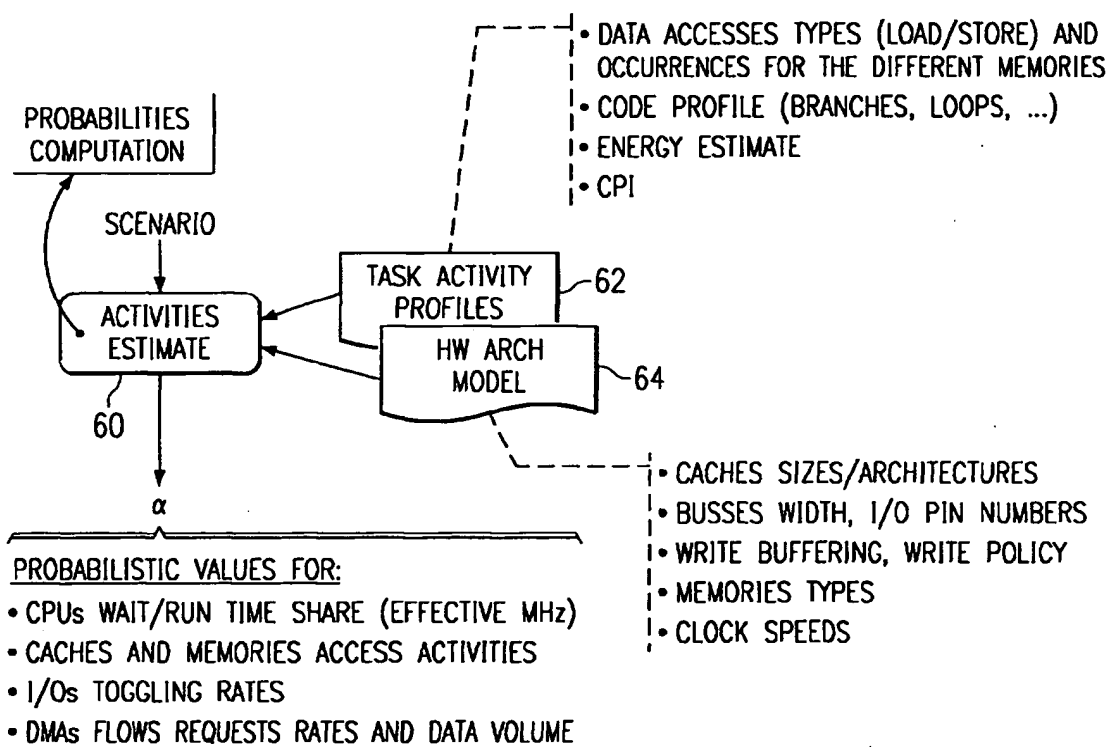 • DATA ACCESSES TYPES (LOAD/STORE) AND
OCCURRENCES FOR THE DIFFERENT MEMORIES
• CODE PROFILE (BRANCHES, LOOPS, ...)
• ENERGY ESTIMATE
• CPI
PROBABILITIES
COMPUTATION
SCENARIO
TASK ACTIVITY
PROFILES
62
ACTIVITIES
ESTIMATE
HW ARCH
MODEL
64
60
α
• CACHES SIZES/ARCHITECTURES
• BUSSES WIDTH, I/O PIN NUMBERS
• WRITE BUFFERING, WRITE POLICY
• MEMORIES TYPES
• CLOCK SPEEDS
PROBABILISTIC VALUES FOR:
• CPUs WAIT/RUN TIME SHARE (EFFECTIVE MHz)
• CACHES AND MEMORIES ACCESS ACTIVITIES
• I/Os TOGGLING RATES
• DMAs FLOWS REQUESTS RATES AND DATA VOLUME